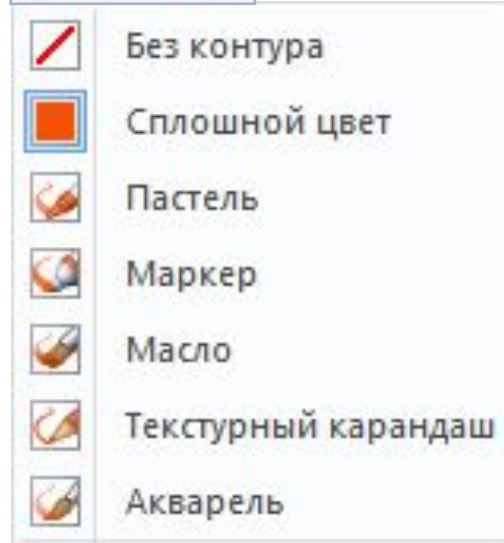 Без контура
Сплошной цвет
Пастель
Маркер
Масло
Текстурный карандаш
Акварель